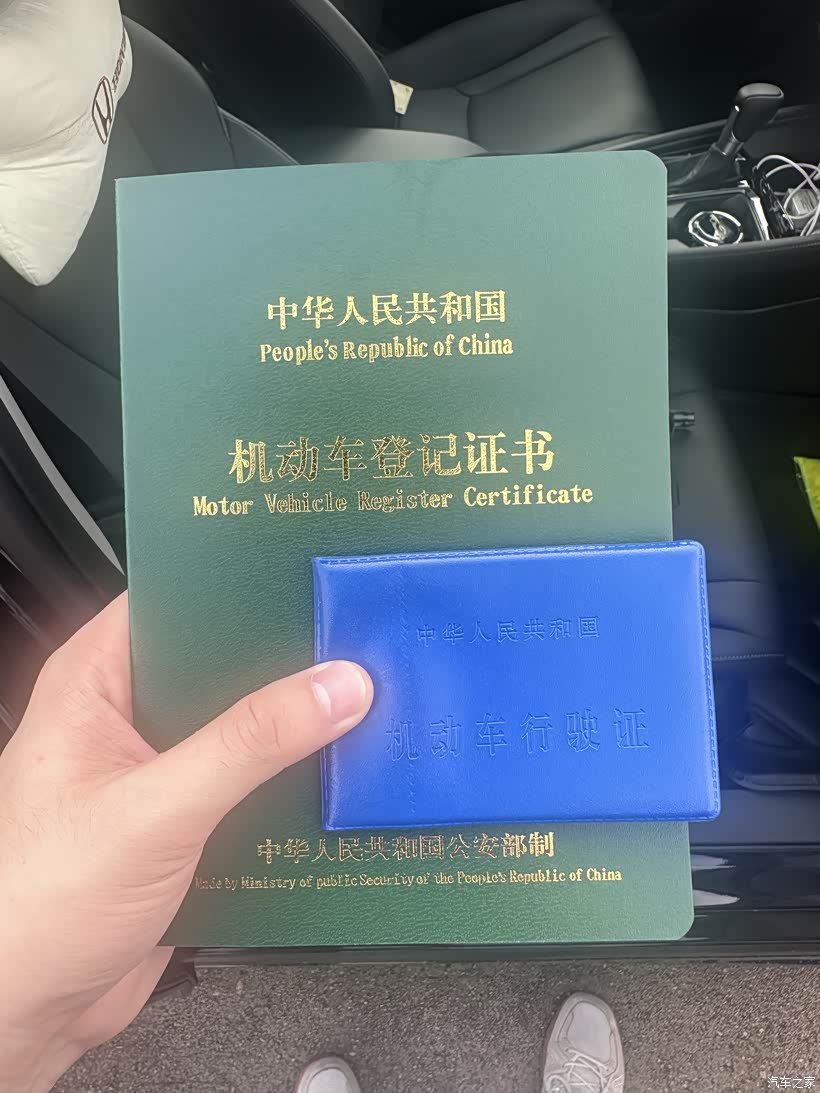 中华人民共和国
People's Republic of China
机动车登记证书
Motor Vehicle Register Certificate
中华人民共和国
机动车行驶证
中华人民共和国公安部制
Made by Ministry of public Security of the People's Republic of China
汽车之家